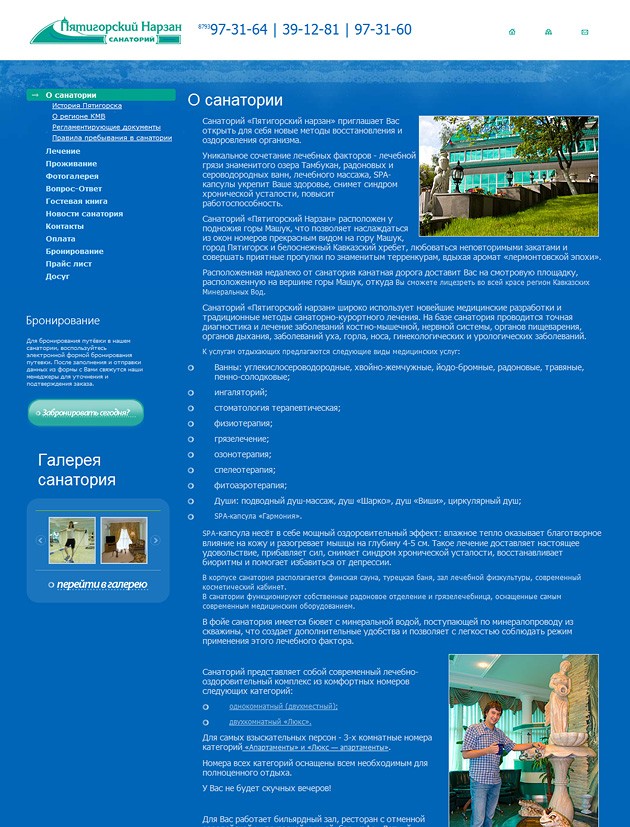 Пятигорский Нарзан
САНАТОРИЙ
8793 97-31-64 | 39-12-81 | 97-31-60
О санатории
История Пятигорска
О регионе КМВ
Регламентирующие документы
Правила пребывания в санатории
Лечение
Проживание
Фотогалерея
Вопрос-Ответ
Гостевая книга
Новости санатория
Контакты
Оплата
Бронирование
Прайс лист
Досуг
Бронирование
Для бронирования путёвки в нашем
санатории, воспользуйтесь
электронной формой бронирования
путевки. После заполнения и отправки
данных из формы с Вами свяжутся наши
менеджеры для уточнения и
подтверждения заказа.
Забронировать сегодня?
Галерея
санатория
перейти в галерею
О санатории
Санаторий «Пятигорский нарзан» приглашает Вас
открыть для себя новые методы восстановления и
оздоровления организма.
Уникальное сочетание лечебных факторов - лечебной
грязи знаменитого озера Тамбукан, радоновых и
сероводородных ванн, лечебного массажа, SPA-
капсулы укрепит Ваше здоровье, снимет синдром
хронической усталости, повысит
работоспособность.
Санаторий «Пятигорский Нарзан» расположен у
подножия горы Машук, что позволяет наслаждаться
из окон номеров прекрасным видом на гору Машук,
город Пятигорск и белоснежный Кавказский хребет, любоваться неповторимыми закатами и
совершать приятные прогулки по знаменитым терренкурам, вдыхая аромат «лермонтовской эпохи».
Расположенная недалеко от санатория канатная дорога доставит Вас на смотровую площадку,
расположенную на вершине горы Машук, откуда Вы сможете лицезреть во всей красе регион Кавказских
Минеральных Вод.
Санаторий «Пятигорский Нарзан» широко использует новейшие медицинские разработки и
традиционные методы санаторно-курортного лечения. На базе санатория проводится точная
диагностика и лечение заболеваний костно-мышечной, нервной системы, органов пищеварения,
органов дыхания, заболеваний уха, горла, носа, гинекологических и урологических заболеваний.
К услугам отдыхающих предлагаются следующие виды медицинских услуг:
Ванны: углекислосероводородные, хвойно-жемчужные, йодо-бромные, радоновые, травяные,
пенно-солодковые;
ингаляторий;
стоматология терапевтическая;
физиотерапия;
грязелечение;
озонотерапия;
спелеотерапия;
фитоаэротерапия;
Души: подводный душ-массаж, душ «Шарко», душ «Виши», циркулярный душ;
SPA-капсула «Гармония».
SPA-капсула несёт в себе мощный оздоровительный эффект: влажное тепло оказывает благотворное
влияние на кожу и разогревает мышцы на глубину 4-5 см. Такое лечение доставляет настоящее
удовольствие, прибавляет сил, снимает синдром хронической усталости, восстанавливает
биоритмы и помогает избавиться от депрессии.
В корпусе санатория располагается финская сауна, турецкая баня, зал лечебной физкультуры, современный
косметический кабинет.
В санатории функционируют собственные радоновое отделение и грязелечебница, оснащенные самым
современным медицинским оборудованием.
В фойе санатория имеется бювет с минеральной водой, поступающей по минералопроводу из
скважины, что создает дополнительные удобства и позволяет с легкостью соблюдать режим
применения этого лечебного фактора.
Санаторий представляет собой современный лечебно-
оздоровительный комплекс из комфортных номеров
следующих категорий:
однокомнатный (двухместный);
двухкомнатный «Люкс».
Для самых взыскательных персон - 3-х комнатные номера
категорий «Апартаменты» и «Люкс — апартаменты».
Номера всех категорий оснащены всем необходимым для
полноценного отдыха.
У Вас не будет скучных вечеров!
Для Вас работает бильярдный зал, ресторан с отменной